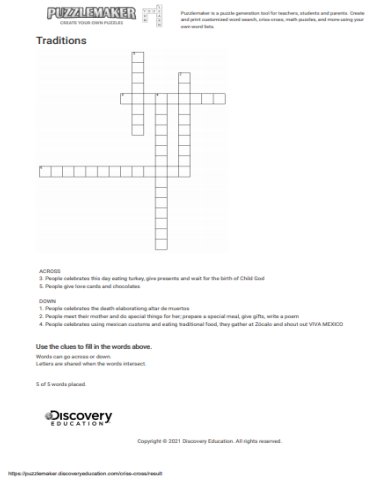 PUZZLEMAKER
CREATE YOUR OWN PUZZLES
Puzzlemaker is a puzzle generation tool for teachers, students and parents. Create
and print customized word search, criss-cross, math puzzles, and more-using your
own word lists.
Traditions
ACROSS
3. People celebrates this day eating turkey, give presents and wait for the birth of Child God
5. People give love cards and chocolates
DOWN
1. People celebrates the death elaborationg altar de muertos
2. People meet their mother and do special things for her; prepare a special meal, give gifts, write a poem
4. People celebrates using mexican customs and eating traditional food, they gather at Zócalo and shout out VIVA MEXICO
Use the clues to fill in the words above.
Words can go across or down.
Letters are shared when the words intersect.
5 of 5 words placed.
Discovery
EDUCATION
Copyright © 2021 Discovery Education. All rights reserved.
https://puzzlemaker.discoveryeducation.com/criss-cross/result